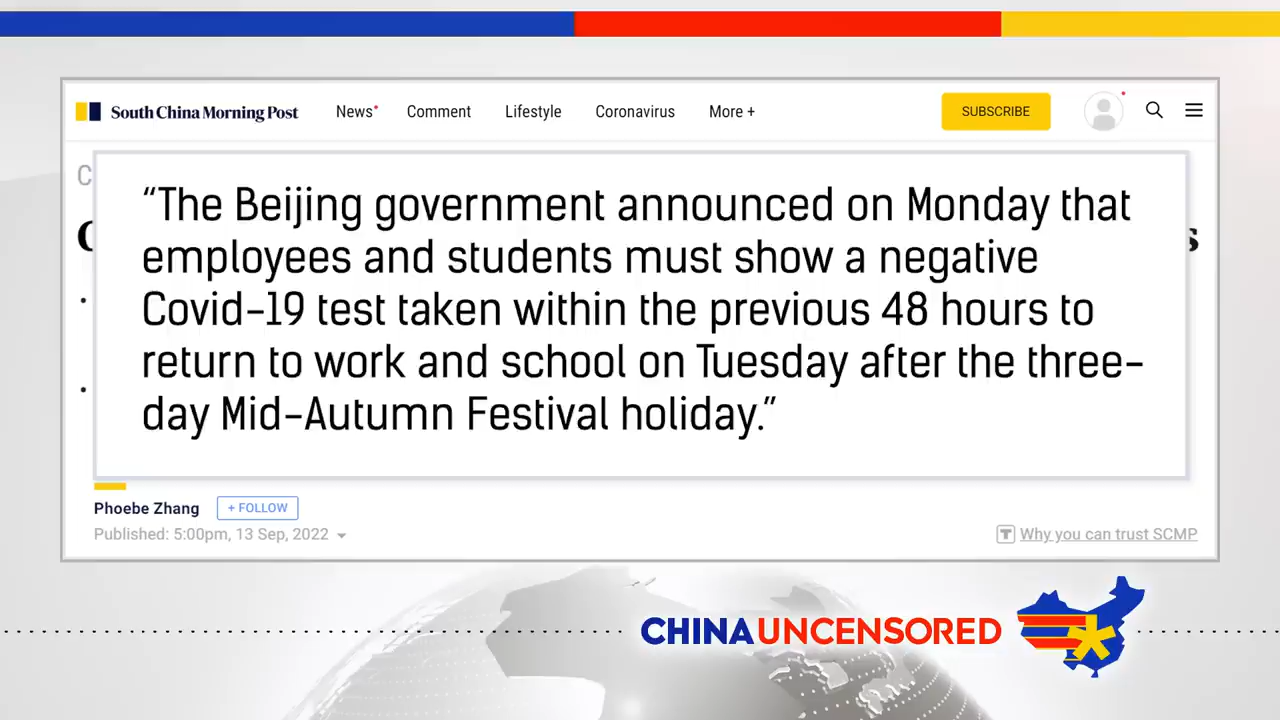 South China Morning Post News Comment Lifestyle Coronavirus More + SUBSCRIBE
“The Beijing government announced on Monday that
employees and students must show a negative
Covid-19 test taken within the previous 48 hours to
return to work and school on Tuesday after the three-
day Mid-Autumn Festival holiday.”
Phoebe Zhang + FOLLOW
Published: 5:00pm, 13 Sep, 2022
Why you can trust SCMP
CHINA UNCENSORED